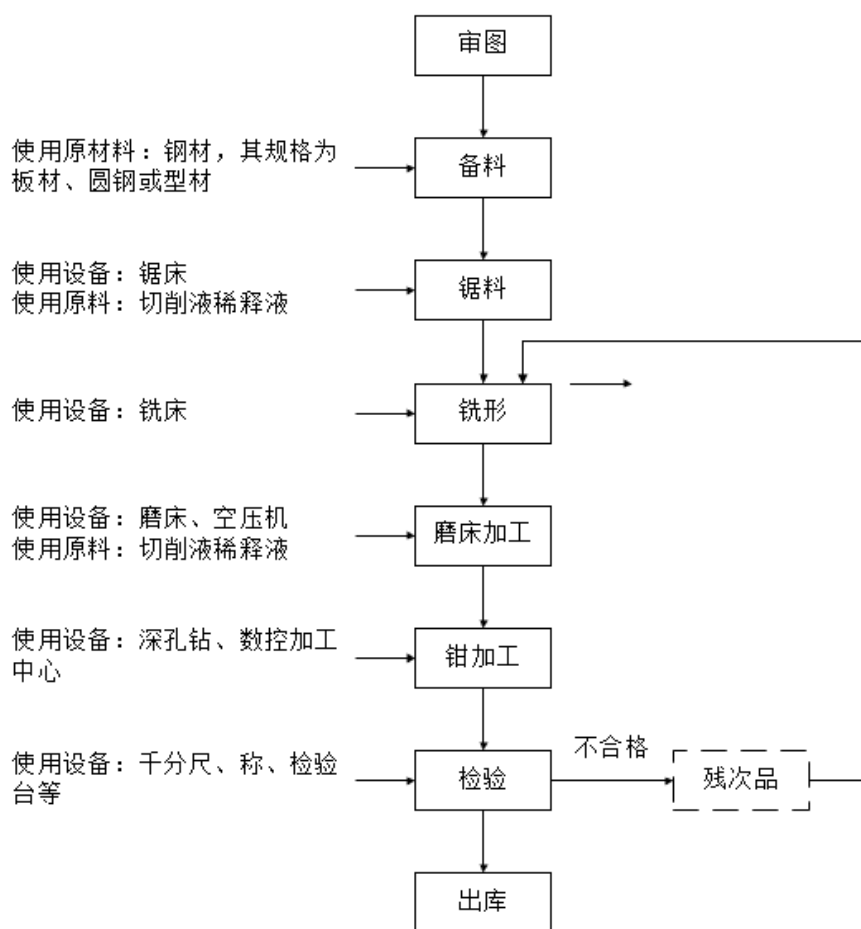 审图
使用原材料：钢材，其规格为
板材、圆钢或型材
备料
使用设备：锯床
使用原料：切削液稀释液
锯料
使用设备：铣床
铣形
使用设备：磨床、空压机
使用原料：切削液稀释液
磨床加工
使用设备：深孔钻、数控加工
中心
钳加工
使用设备：千分尺、称、检验
台等
检验
不合格
残次品
出库